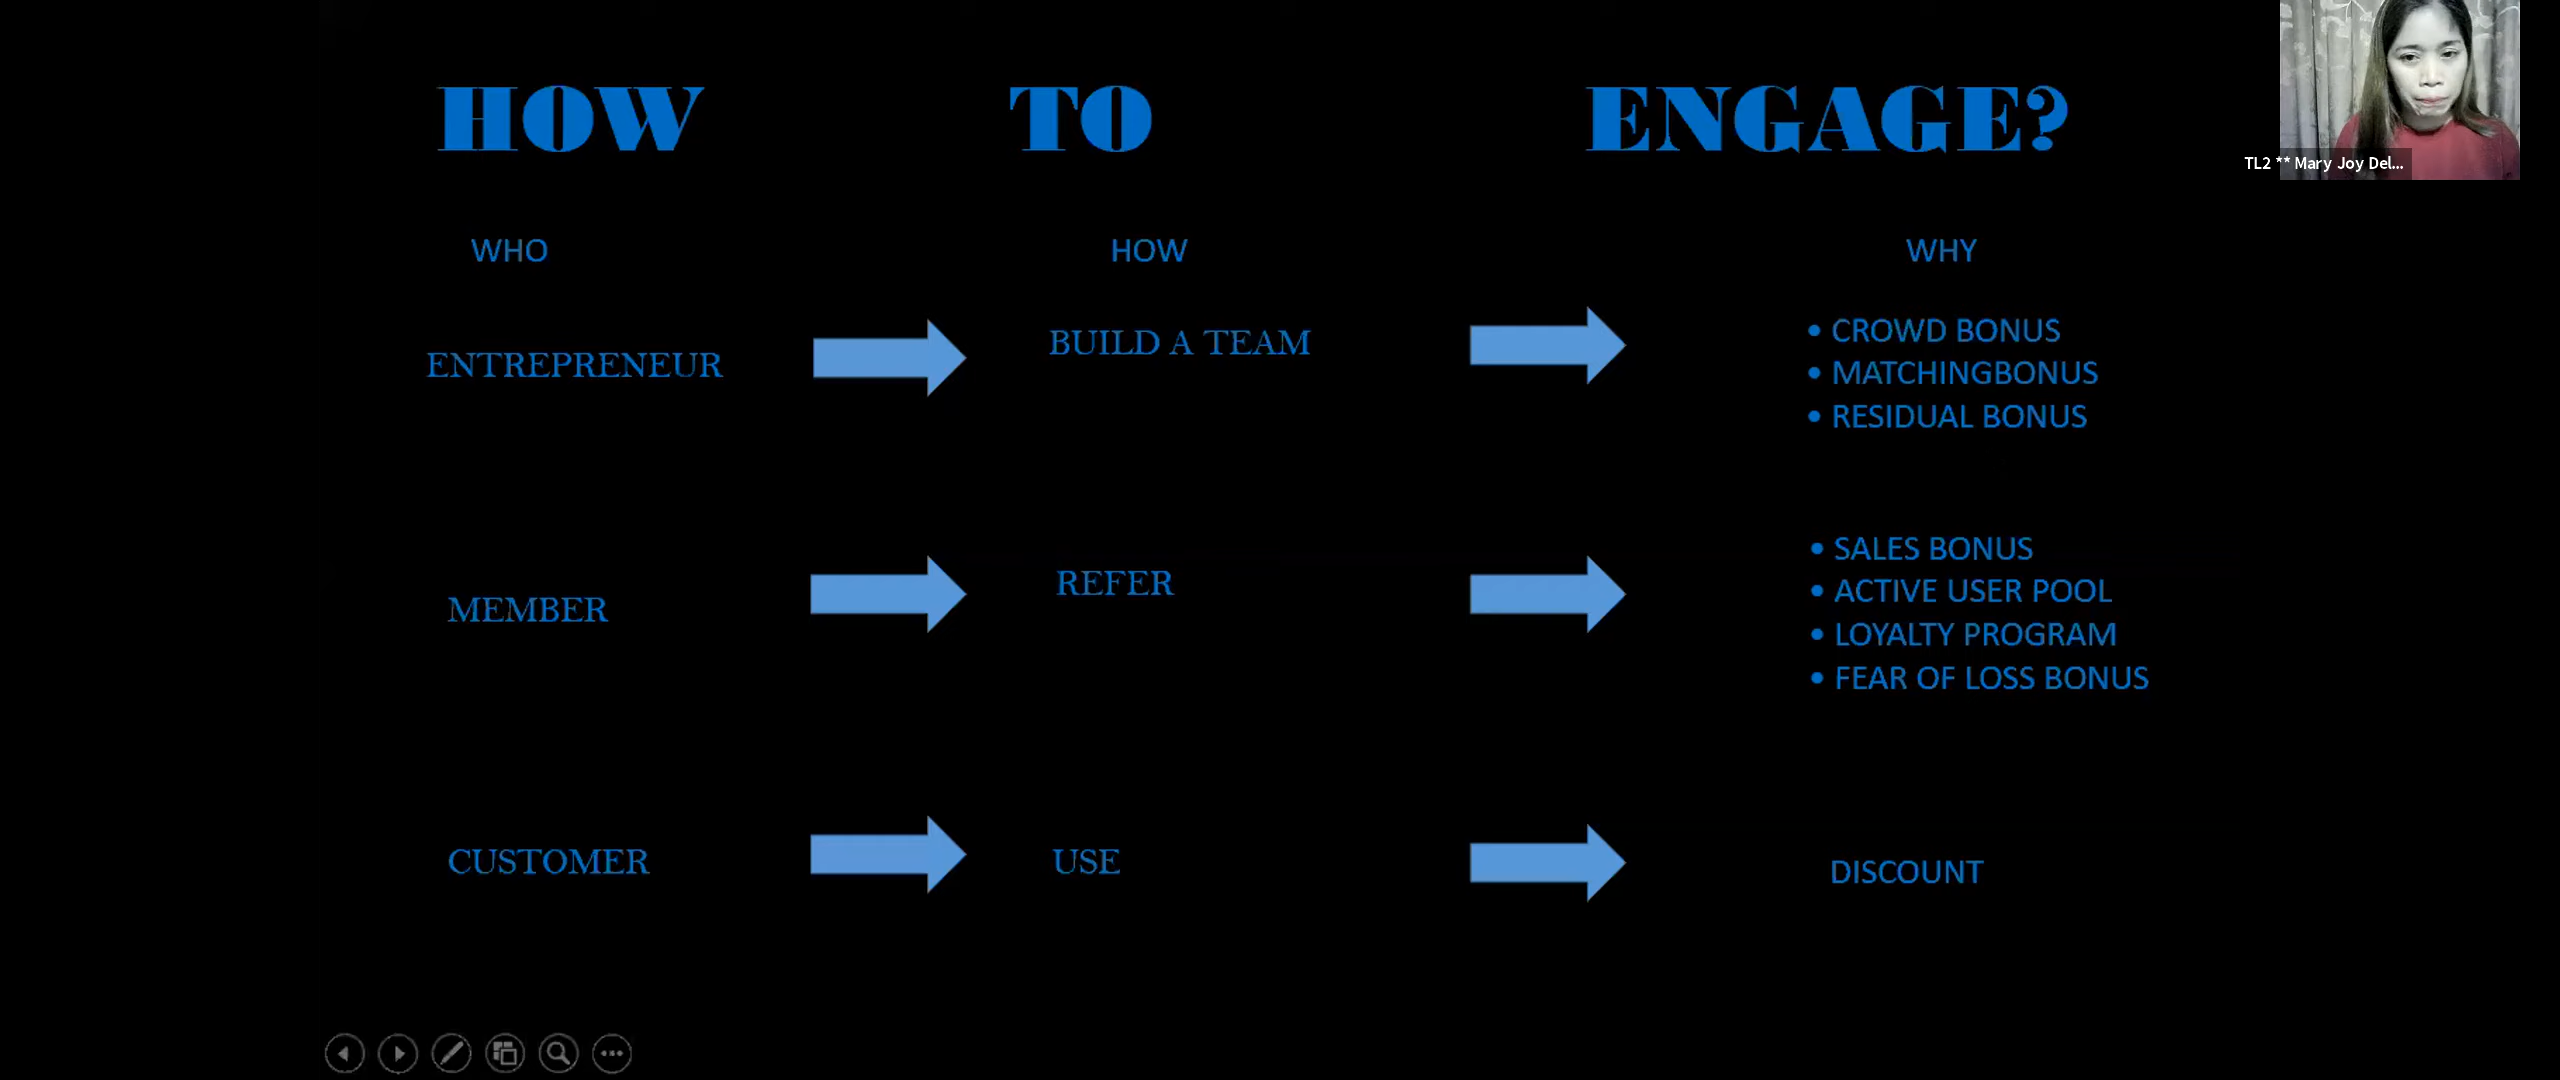 HOW TO ENGAGE?
TL2 ** Mary Joy Del...
WHO HOW WHY
ENTREPRENEUR BUILD A TEAM
• CROWD BONUS
• MATCHINGBONUS
• RESIDUAL BONUS
MEMBER REFER
• SALES BONUS
• ACTIVE USER POOL
• LOYALTY PROGRAM
• FEAR OF LOSS BONUS
CUSTOMER USE DISCOUNT